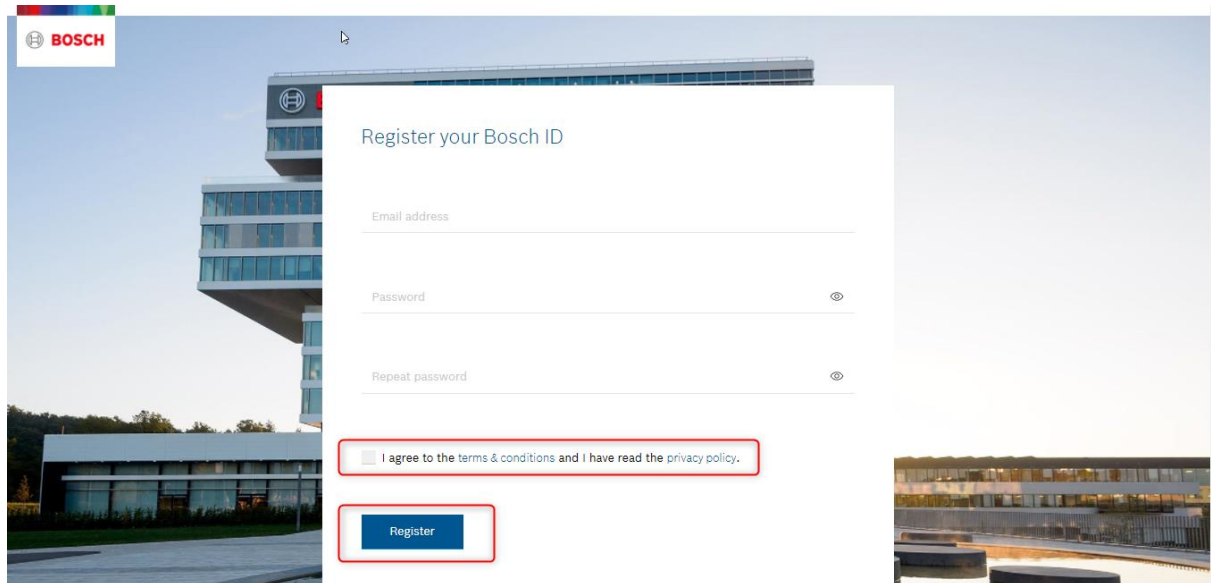 BOSCH
Register your Bosch ID
Email address
Password
Repeat password
I agree to the terms & conditions and I have read the privacy policy.
Register